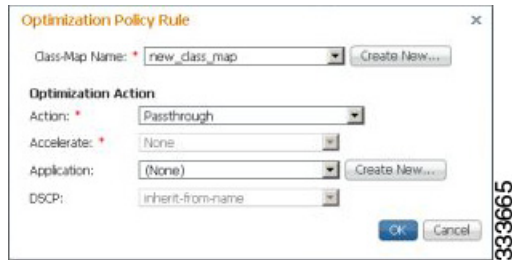 Optimization Policy Rule ×
Class-Map Name: * new_class_map Create New...
Optimization Action
Action: * Passthrough
Accelerate: * None
Application: (None) Create New...
DSCP: inherit-from-name
OK Cancel
333665